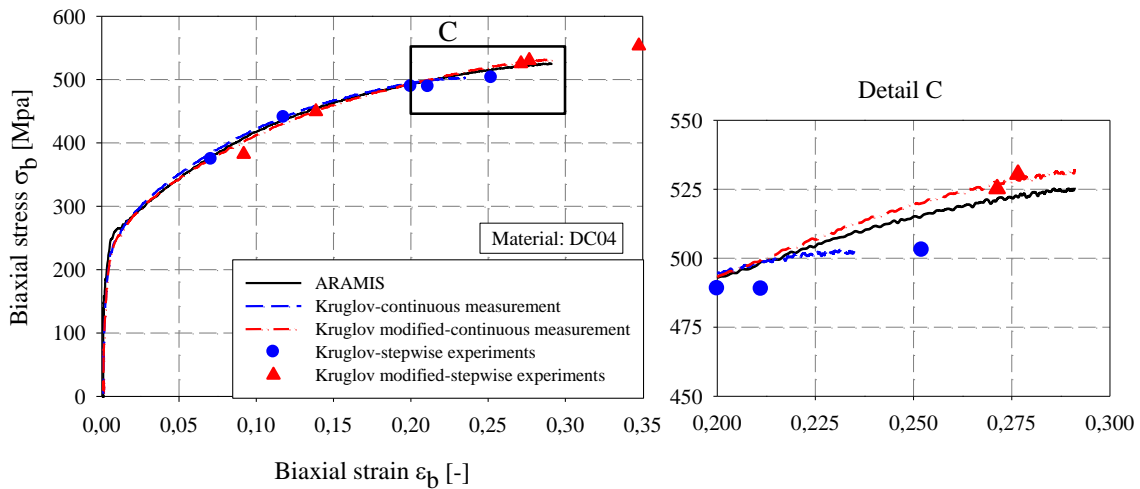 600
500
400
300
200
100
0
Biaxial stress σb [Mpa]
C
Material: DC04
ARAMIS
Kruglov-continuous measurement
Kruglov modified-continuous measurement
Kruglov-stepwise experiments
Kruglov modified-stepwise experiments
0,00 0,05 0,10 0,15 0,20 0,25 0,30 0,35
Biaxial strain εb [-]
Detail C
550
525
500
475
450
0,200 0,225 0,250 0,275 0,300